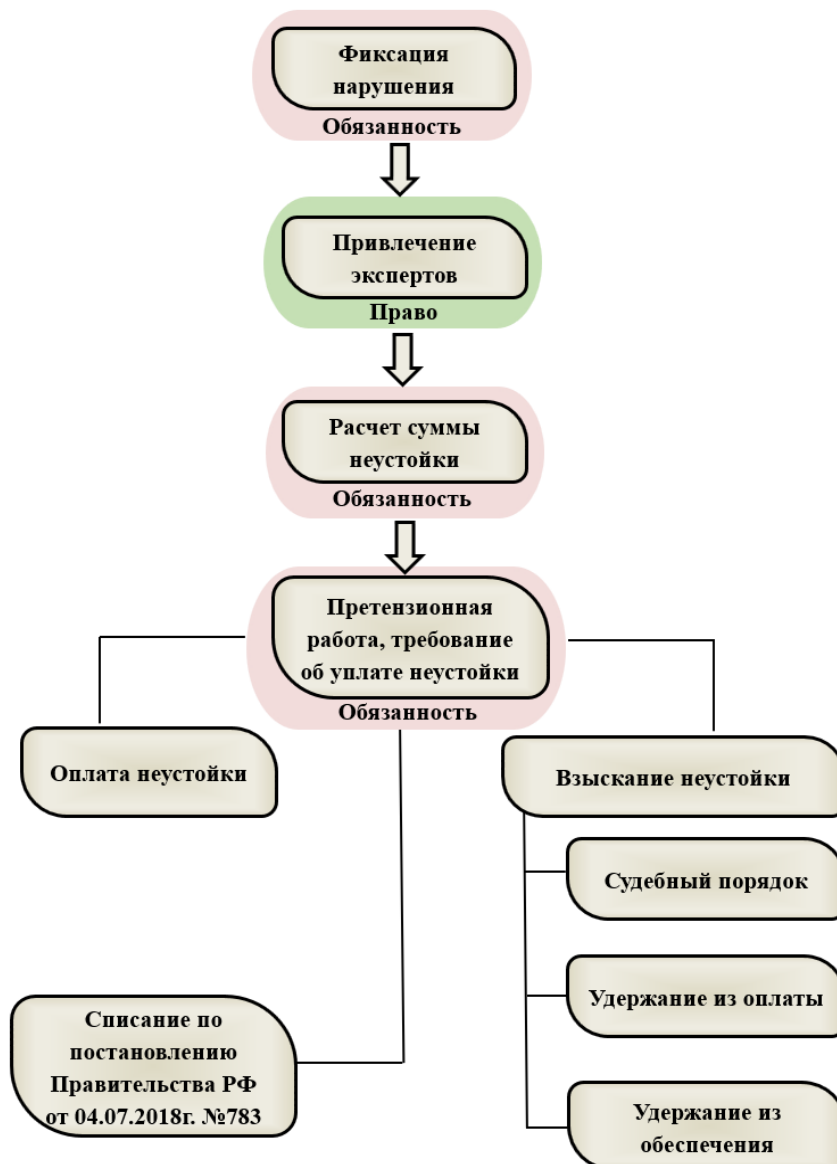 Фиксация
нарушения
Обязанность
Привлечение
экспертов
Право
Расчет суммы
неустойки
Обязанность
Претензионная
работа, требование
об уплате неустойки
Обязанность
Оплата неустойки
Взыскание неустойки
Судебный порядок
Удержание из оплаты
Списание по
постановлению
Правительства РФ
от 04.07.2018г. №783
Удержание из
обеспечения